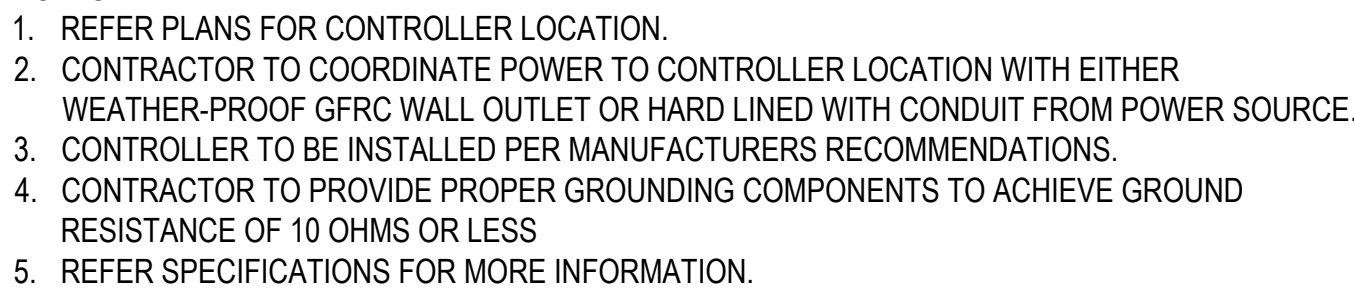 1. REFER PLANS FOR CONTROLLER LOCATION.
2. CONTRACTOR TO COORDINATE POWER TO CONTROLLER LOCATION WITH EITHER
WEATHER-PROOF GFRC WALL OUTLET OR HARD LINED WITH CONDUIT FROM POWER SOURCE.
3. CONTROLLER TO BE INSTALLED PER MANUFACTURERS RECOMMENDATIONS.
4. CONTRACTOR TO PROVIDE PROPER GROUNDING COMPONENTS TO ACHIEVE GROUND
RESISTANCE OF 10 OHMS OR LESS
5. REFER SPECIFICATIONS FOR MORE INFORMATION.